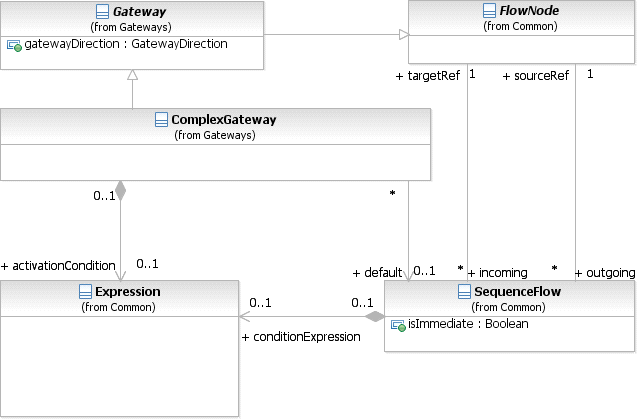 Gateway
(from Gateways)
gatewayDirection : GatewayDirection
FlowNode
(from Common)
+ targetRef
1
+ sourceRef
1
ComplexGateway
(from Gateways)
0..1
*
+ activationCondition
0..1
+ default
0..1
*
+ incoming
*
+ outgoing
Expression
(from Common)
0..1
+ conditionExpression
0..1
SequenceFlow
(from Common)
isImmediate : Boolean